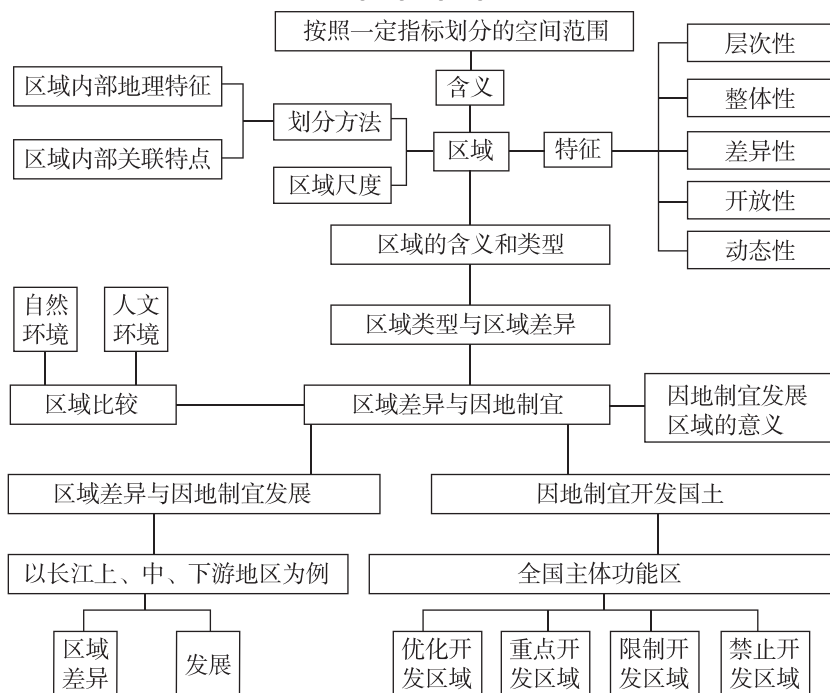 按照一定指标划分的空间范围
含义
区域内部地理特征
区域内部关联特点
划分方法
区域尺度
区域
特征
层次性
整体性
差异性
开放性
动态性
区域的含义和类型
区域类型与区域差异
自然
环境
人文
环境
区域比较
区域差异与因地制宜
因地制宜发展
区域的意义
区域差异与因地制宜发展
因地制宜开发国土
以长江上、中、下游地区为例
全国主体功能区
区域
差异
发展
优化开
发区域
重点开
发区域
限制开
发区域
禁止开
发区域